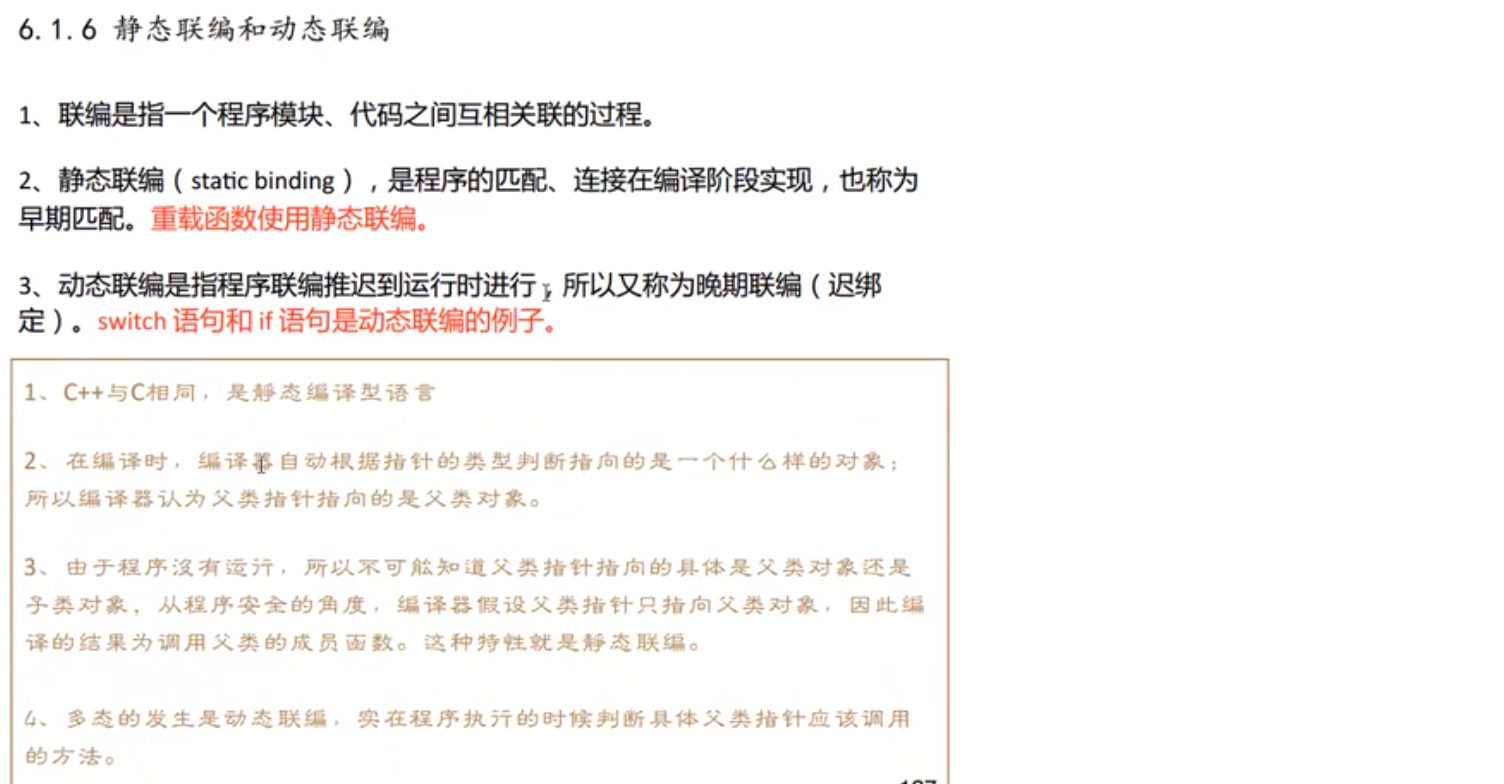 6.1.6 静态联编和动态联编
1、联编是指一个程序模块、代码之间互相关联的过程。
2、静态联编（static binding），是程序的匹配、连接在编译阶段实现，也称为
早期匹配。重载函数使用静态联编。
3、动态联编是指程序联编推迟到运行时进行，所以又称为晚期联编（迟绑
定）。switch 语句和 if 语句是动态联编的例子。
1、C++与C相同，是静态编译型语言
2、在编译时，编译器自动根据指针的类型判断指向的是一个什么样的对象；
所以编译器认为父类指针指向的是父类对象。
3、由于程序没有运行，所以不可能知道父类指针指向的具体是父类对象还是
子类对象，从程序安全的角度，编译器假设父类指针只指向父类对象，因此编
译的结果为调用父类的成员函数。这种特性就是静态联编。
4、多态的发生是动态联编，实在程序执行的时候判断具体父类指针应该调用
的方法。